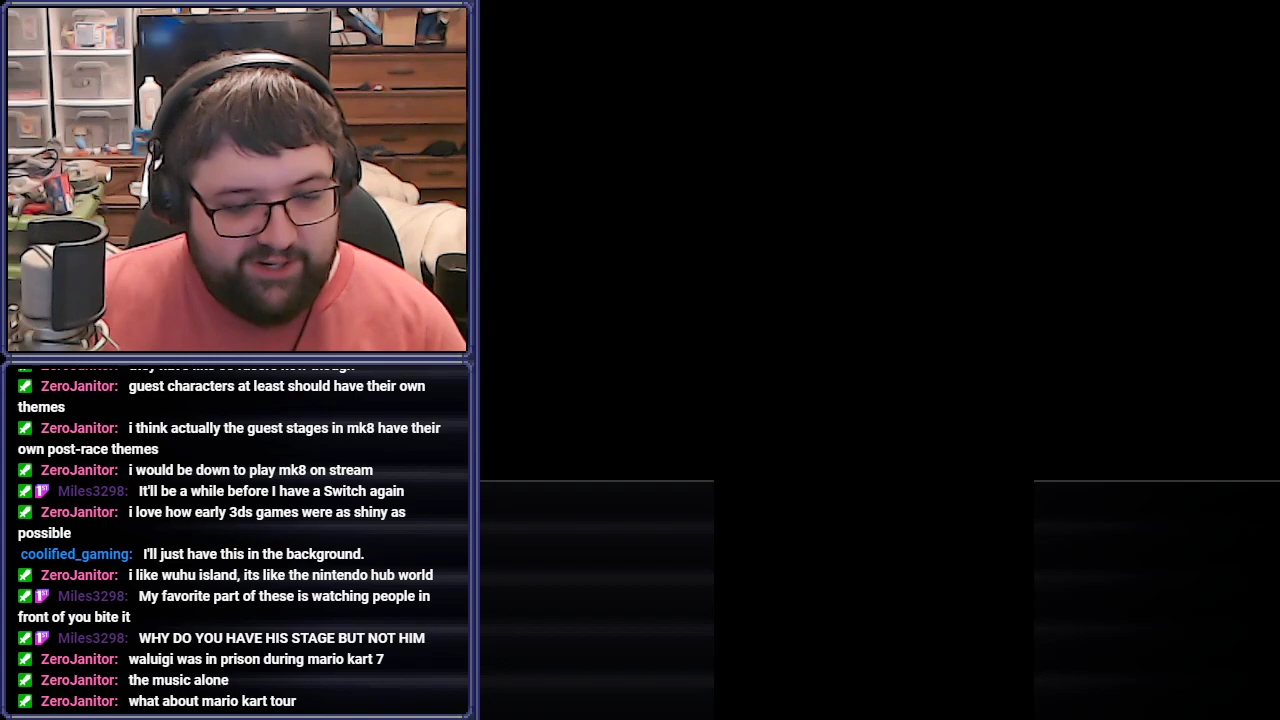 ZeroJanitor: guest characters at least should have their own
themes
ZeroJanitor: i think actually the guest stages in mk8 have their
own post-race themes
ZeroJanitor: i would be down to play mk8 on stream
Miles3298: It'll be a while before I have a Switch again
ZeroJanitor: i love how early 3ds games were as shiny as
possible
coolified_gaming: I'll just have this in the background.
ZeroJanitor: i like wuhu island, its like the nintendo hub world
Miles3298: My favorite part of these is watching people in
front of you bite it
Miles3298: WHY DO YOU HAVE HIS STAGE BUT NOT HIM
ZeroJanitor: waluigi was in prison during mario kart 7
ZeroJanitor: the music alone
ZeroJanitor: what about mario kart tour